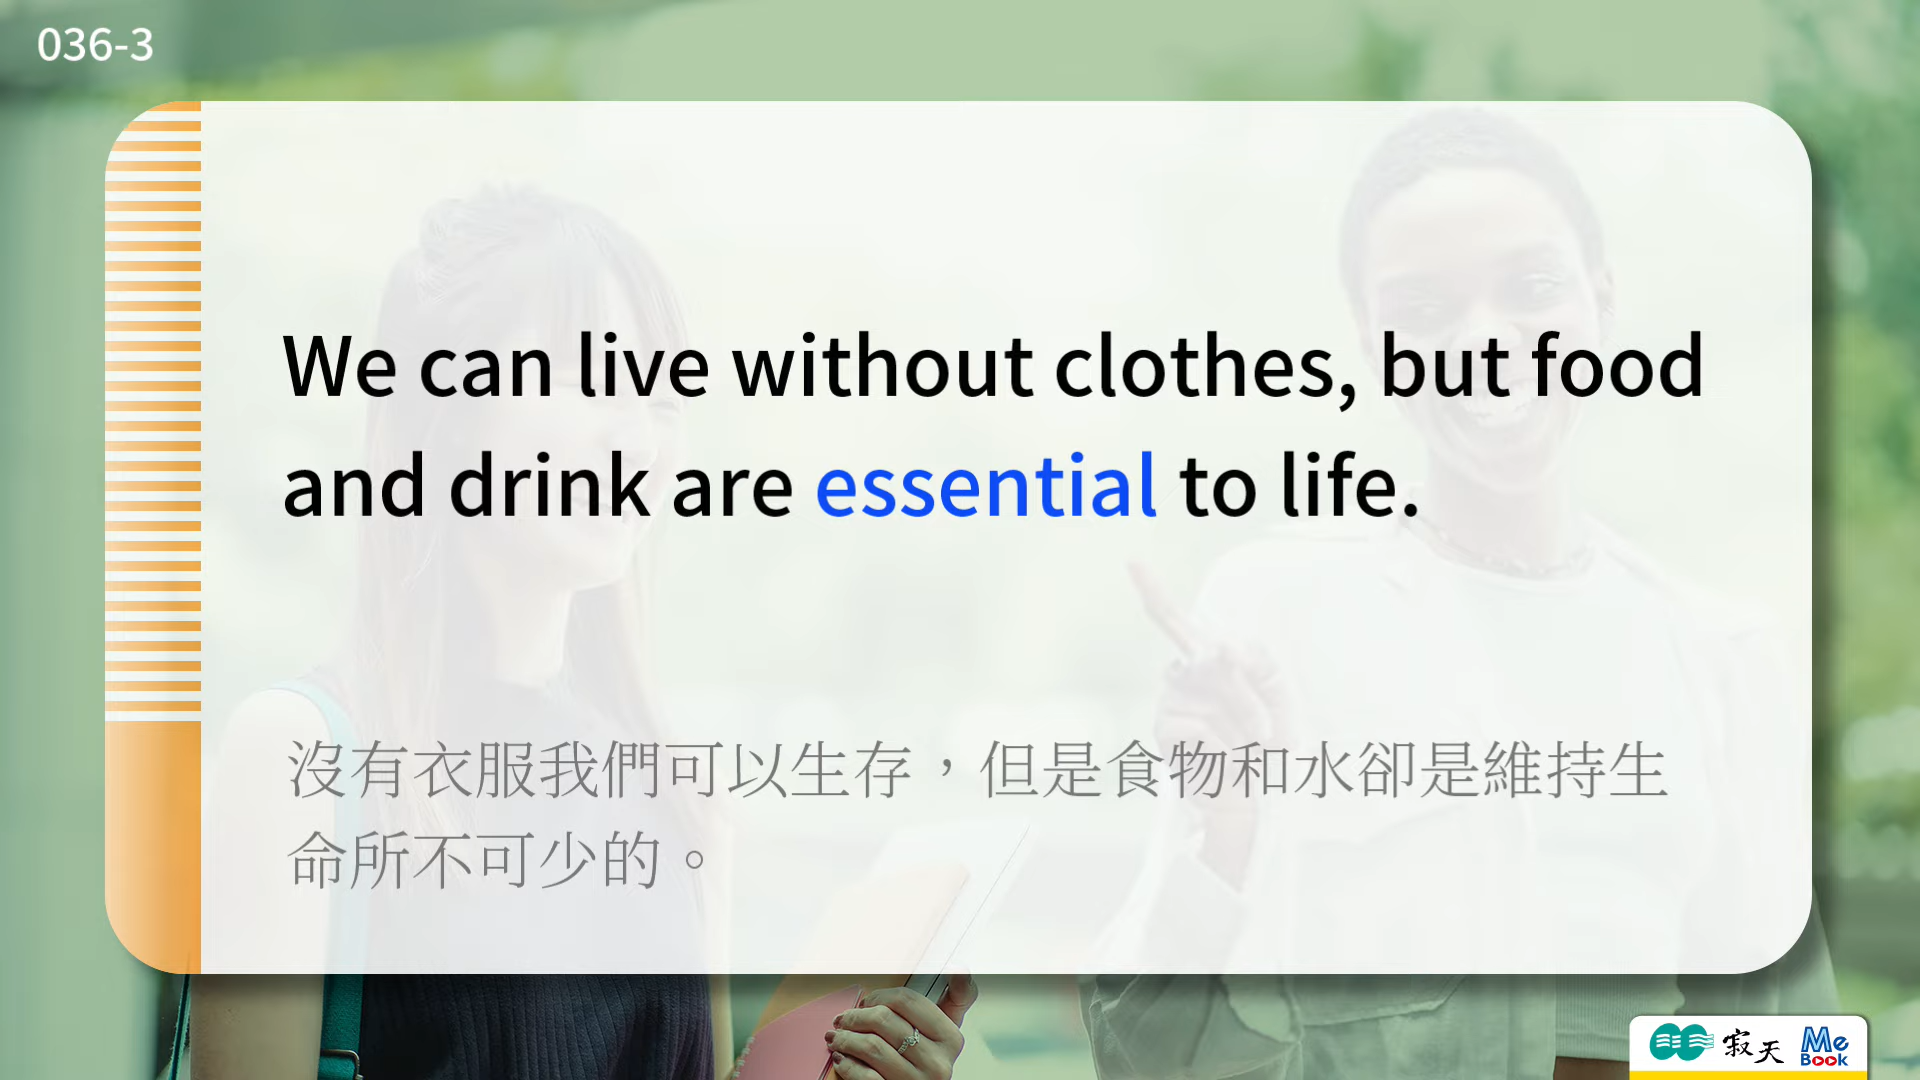 036-3
We can live without clothes, but food
and drink are essential to life.
沒有衣服我們可以生存，但是食物和水卻是維持生
命所不可少的。
寂天
Me
Book